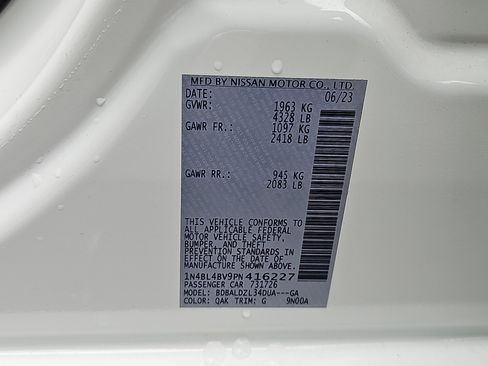 MFD BY NISSAN MOTOR CO., LTD.
DATE: 06/23
GVWR: 1963 KG
4328 LB
GAWR FR.: 1097 KG
2418 LB
GAWR RR.: 945 KG
2083 LB
THIS VEHICLE CONFORMS TO
ALL APPLICABLE FEDERAL
MOTOR VEHICLE SAFETY,
BUMPER, AND THEFT
PREVENTION STANDARDS
IN EFFECT ON THE DATE OF
MANUFACTURE SHOWN ABOVE.
1N4BL4BV9PN416227
PASSENGER CAR 731726
MODEL: BDBALDZL34DUA---GA
COLOR: QAK TRIM: G 9N00A